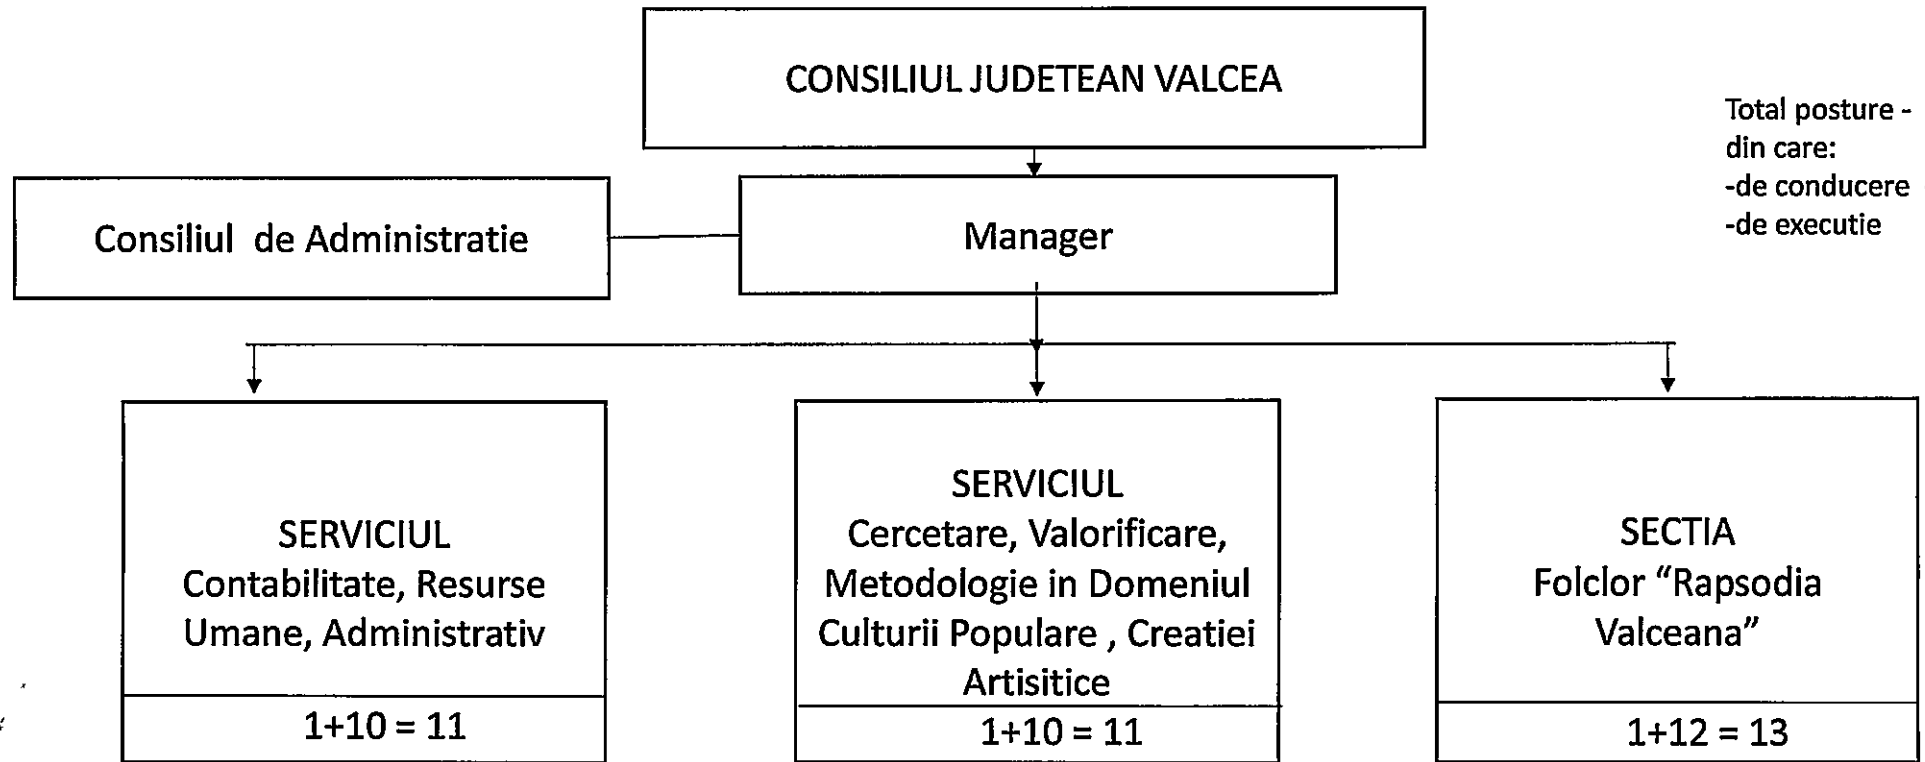 CONSILIUL JUDETEAN VALCEA
Total posture -
din care:
-de conducere
-de executie
Consiliul de Administratie
Manager
SERVICIUL
Contabilitate, Resurse
Umane, Administrativ
1+10 = 11
SERVICIUL
Cercetare, Valorificare,
Metodologie in Domeniul
Culturii Populare , Creatiei
Artisitice
1+10 = 11
SECTIA
Folclor “Rapsodia
Valceana”
1+12 = 13